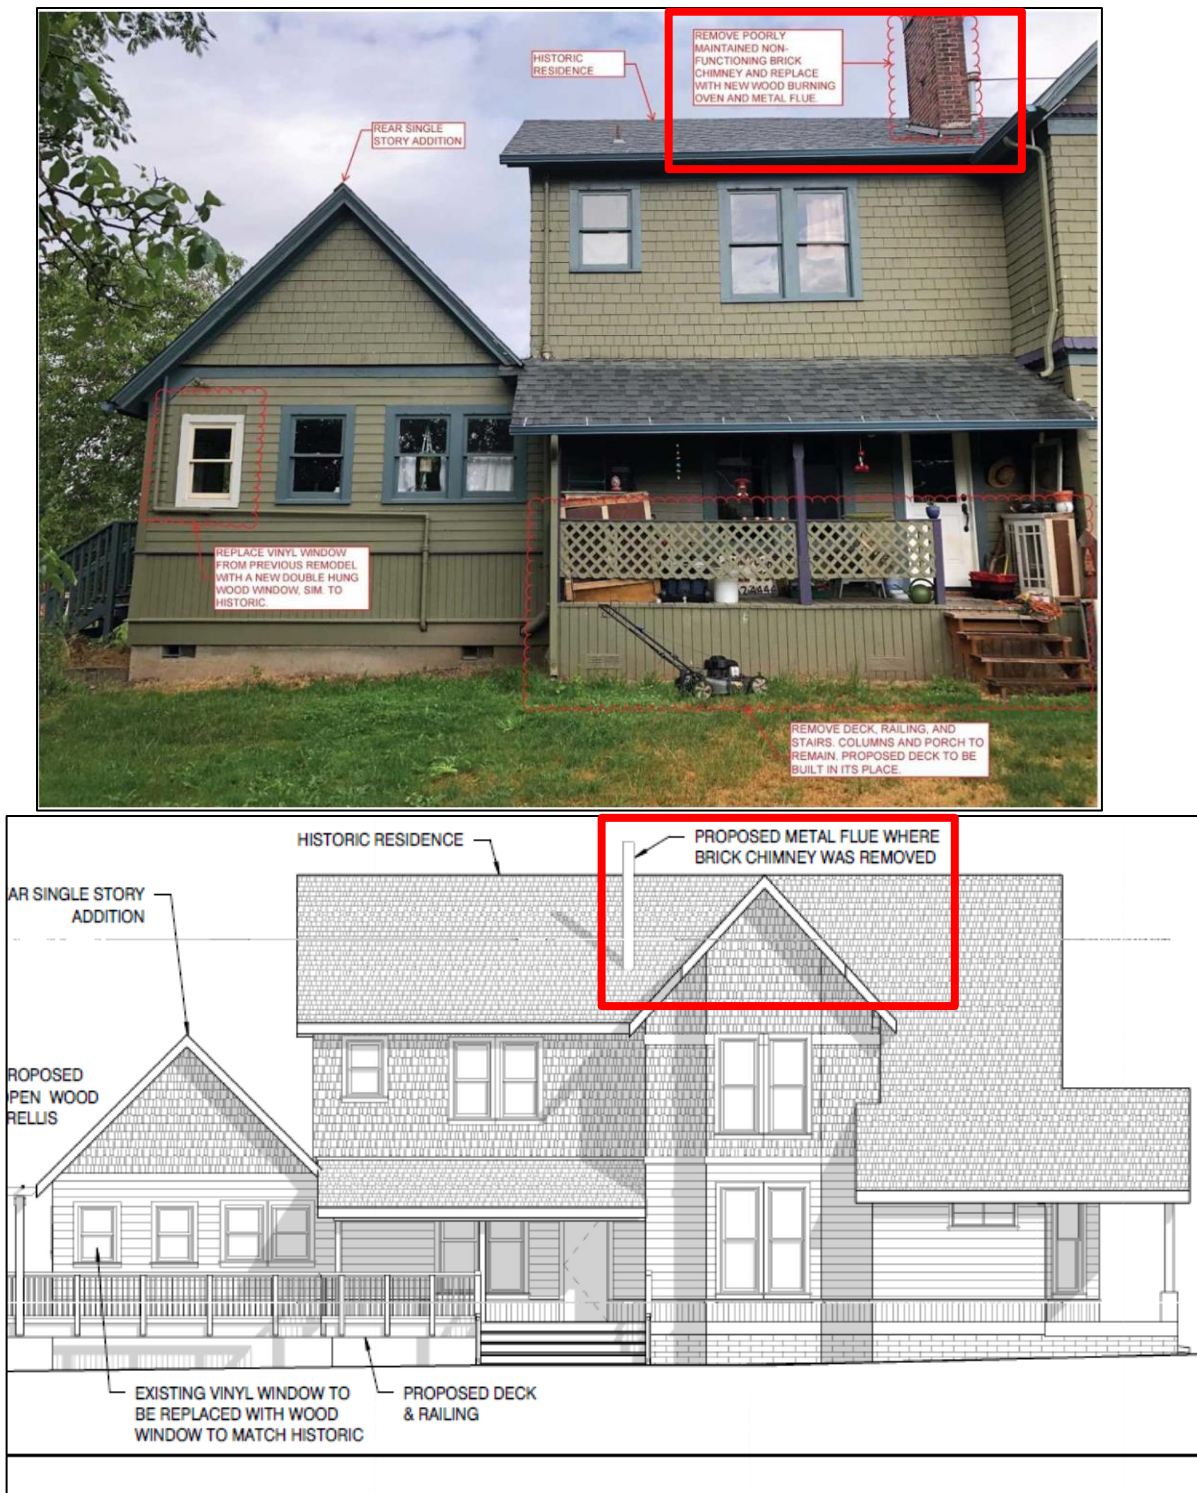 REMOVE POORLY
MAINTAINED NON-
FUNCTIONING BRICK
CHIMNEY AND REPLACE
WITH NEW WOOD BURNING
OVEN AND METAL FLUE.
HISTORIC
RESIDENCE
REAR SINGLE
STORY ADDITION
REPLACE VINYL WINDOW
FROM PREVIOUS REMODEL
WITH A NEW DOUBLE HUNG
WOOD WINDOW, SIM. TO
HISTORIC.
REMOVE DECK, RAILING, AND
STAIRS. COLUMNS AND PORCH TO
REMAIN. PROPOSED DECK TO BE
BUILT IN ITS PLACE.
HISTORIC RESIDENCE
PROPOSED METAL FLUE WHERE
BRICK CHIMNEY WAS REMOVED
AR SINGLE STORY
ADDITION
ROPOSED
OPEN WOOD
RELLIS
EXISTING VINYL WINDOW TO
BE REPLACED WITH WOOD
WINDOW TO MATCH HISTORIC
PROPOSED DECK
& RAILING